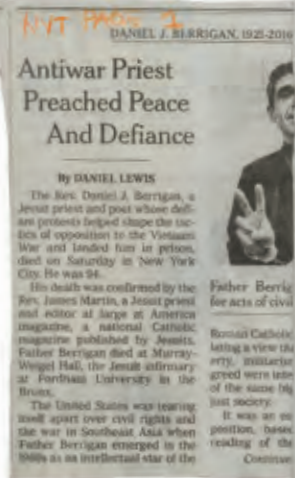 NYT PAGE 1
DANIEL J. BERRIGAN, 1921-2016
Antiwar Priest
Preached Peace
And Defiance
By DANIEL LEWIS
The Rev. Daniel J. Berrigan, a
Jesuit priest and poet whose defi-
ant protests helped shape the tac-
tics of opposition to the Vietnam
War and landed him in prison,
died on Saturday in New York
City. He was 94.
His death was confirmed by the
Rev. James Martin, a Jesuit priest
and editor at large at America
magazine, a national Catholic
magazine published by Jesuits.
Father Berrigan died at Murray-
Weigel Hall, the Jesuit infirmary
at Fordham University in the
Bronx.
The United States was tearing
itself apart over civil rights and
the war in Southeast Asia when
Father Berrigan emerged in the
1960s as an intellectual star of the
Father Berrig
for acts of civil
Roman Catholic
lating a view tha
erty, militarism
greed were inte
of the same big
just society.
It was an es
position, based
reading of the
Continue